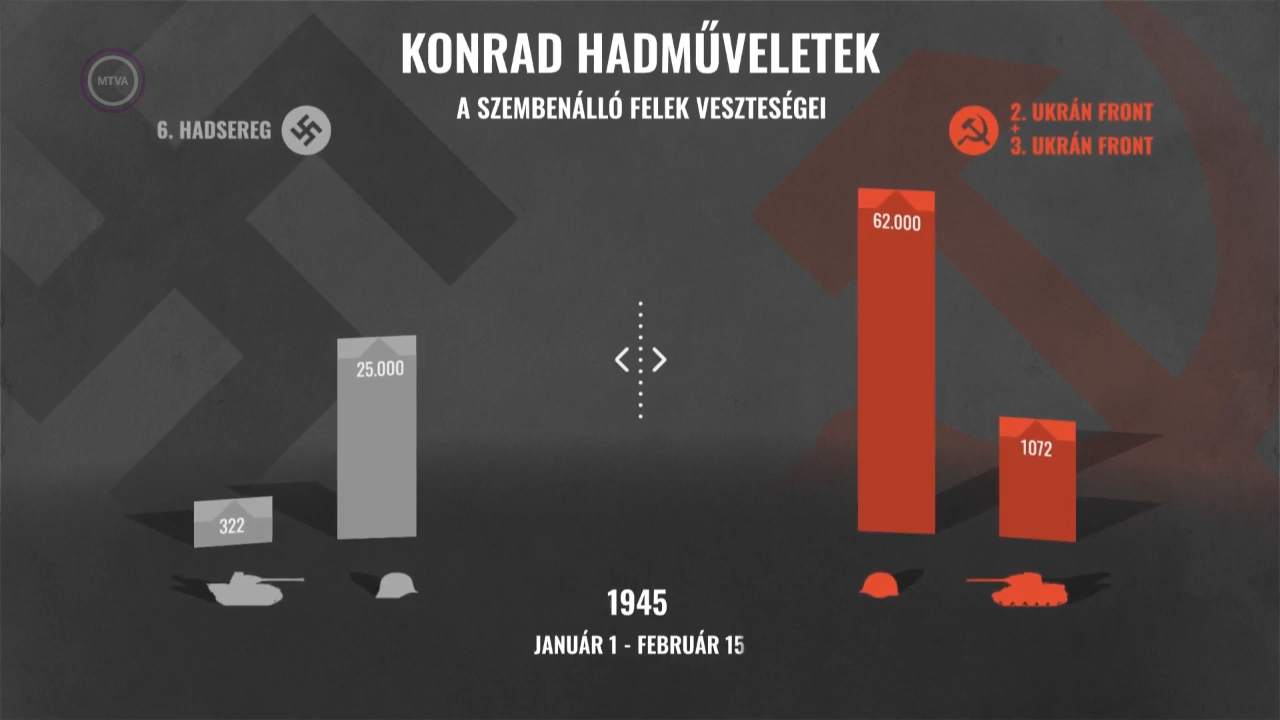 KONRAD HADMŰVELETEK
A SZEMBENÁLLÓ FELEK VESZTESÉGEI
MTVA
6. HADSEREG
2. UKRÁN FRONT
+
3. UKRÁN FRONT
62.000
25.000
1072
322
1945
JANUÁR 1 - FEBRUÁR 15